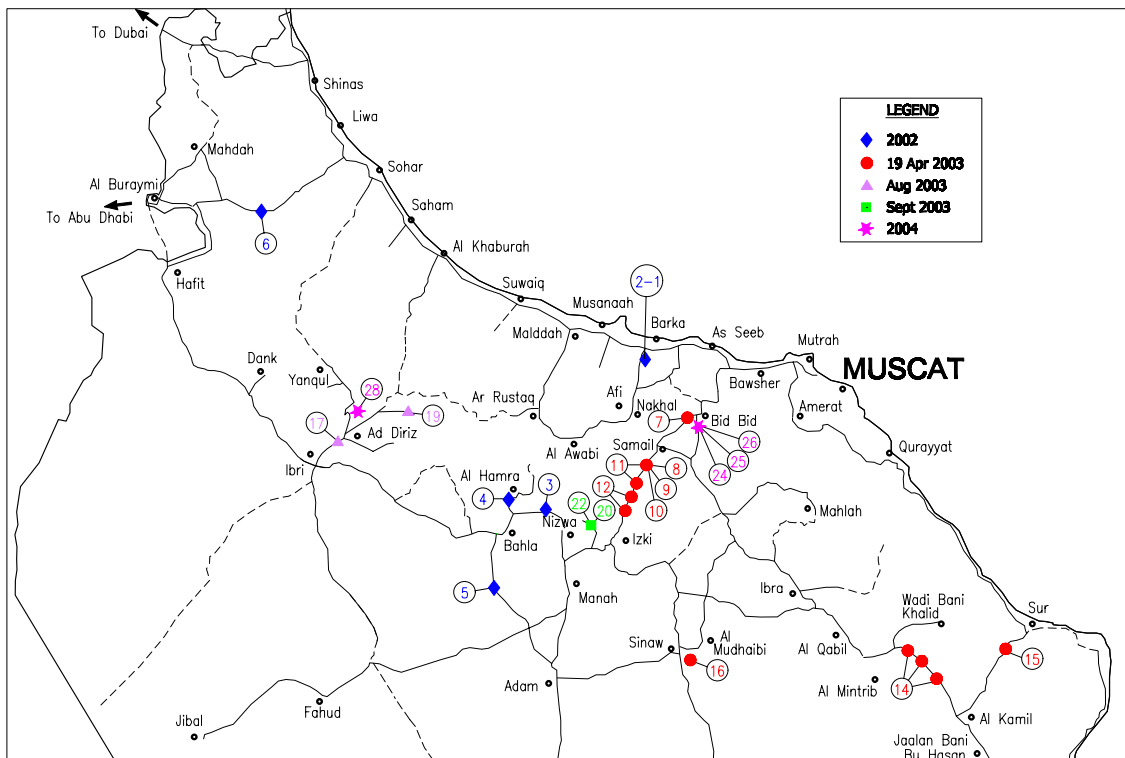 To Dubai
Shinas
LEGEND
2002
19 Apr 2003
Aug 2003
Sept 2003
2004
Liwa
Mahdah
Sohar
Al Buraymi
To Abu Dhabi
Saham
6
Al Khaburah
Hafit
2-1
Suwaiq
Musanaah
Malddah
Barka
As Seeb
Mutrah
MUSCAT
Dank
Yanqul
Bawsher
28
19
17
Ar Rustaq
Afi
Nakhal
7
Bid Bid
Amerat
Ad Diriz
Ibri
Al Awabi
Samail
26
25
24
Qurayyat
Al Hamra
11
8
9
10
12
4
3
22
20
Nizwa
Mahlah
Bahla
Izki
5
Manah
Ibra
Wadi Bani
Khalid
Sur
Sinaw
Al
Mudhaibi
Al Qabil
16
15
Adam
Al Mintrib
14
Fahud
Jibal
Al Kamil
Jaalan Bani
Bu Hasan